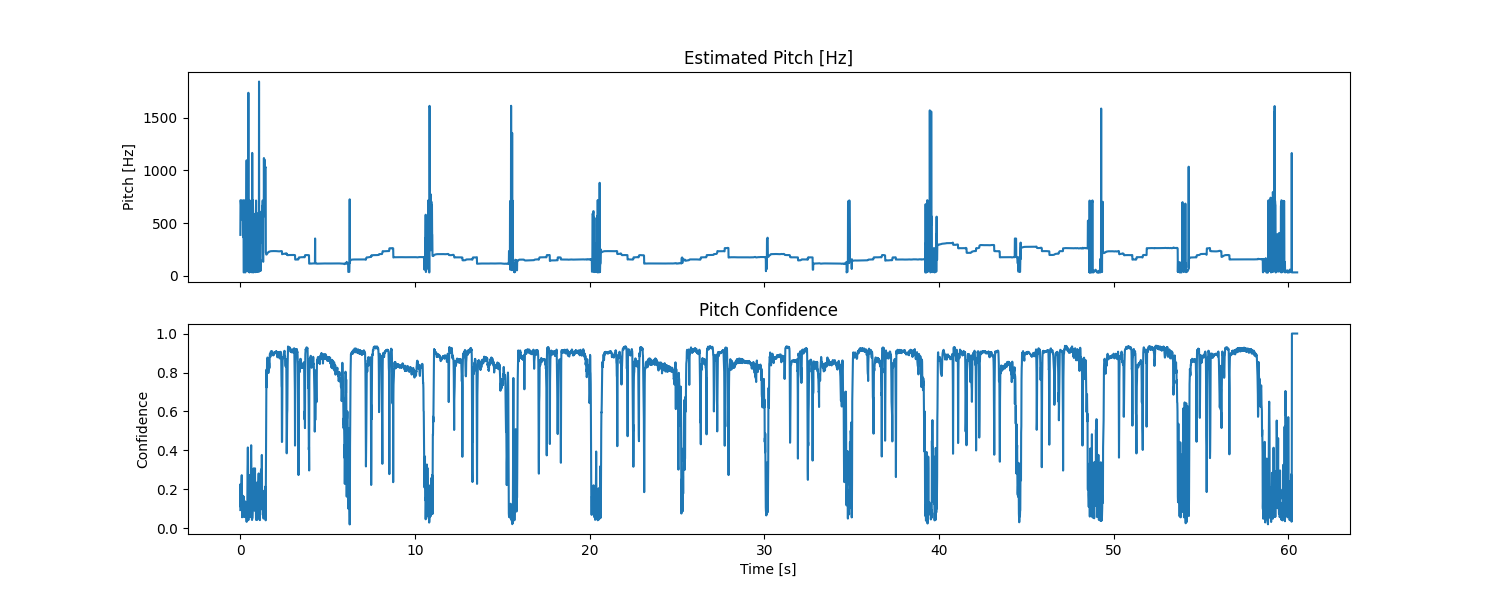 Estimated Pitch [Hz]
Pitch [Hz]
1500
1000
500
0
Pitch Confidence
Confidence
1.0
0.8
0.6
0.4
0.2
0.0
0 10 20 30 40 50 60
Time [s]